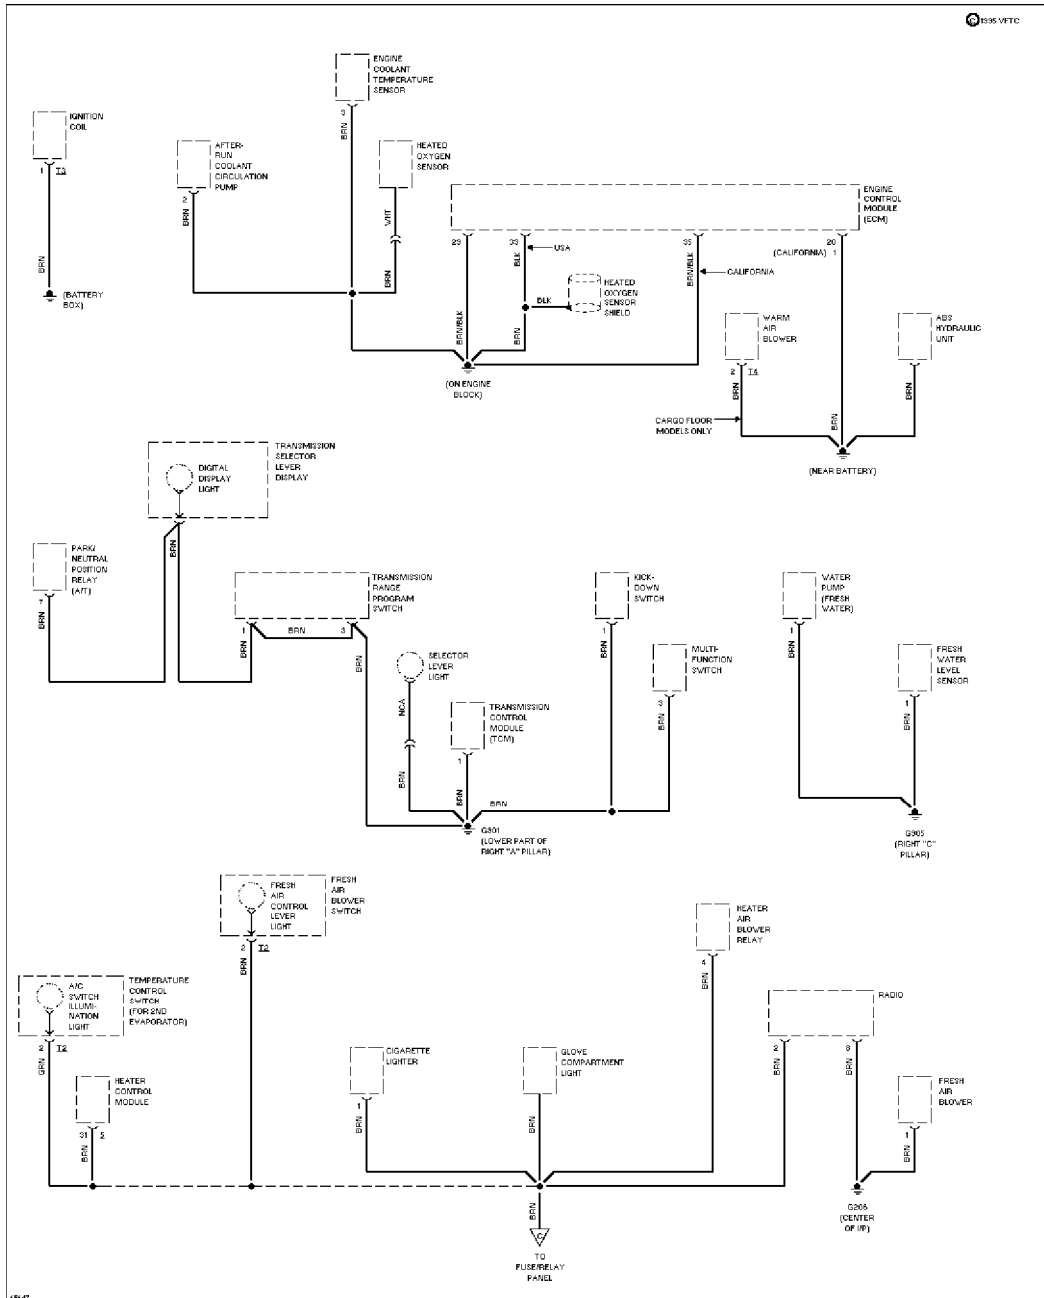 © 1995 VFTC
ENGINE
COOLANT
TEMPERATURE
SENSOR
3
BRN
IGNITION
COIL
1 T3
BRN
(BATTERY
BOX)
AFTER-
RUN
COOLANT
CIRCULATION
PUMP
2
BRN
HEATED
OXYGEN
SENSOR
WHT
BRN
ENGINE
CONTROL
MODULE
(ECM)
29
33
35
20
(CALIFORNIA) 1
BRN/BLK
BLK
USA
BRN/BLK
CALIFORNIA
BLK
HEATED
OXYGEN
SENSOR
SHIELD
BRN
(ON ENGINE
BLOCK)
WARM
AIR
BLOWER
2 T4
BRN
CARGO FLOOR
MODELS ONLY
BRN
ABS
HYDRAULIC
UNIT
BRN
(NEAR BATTERY)
TRANSMISSION
SELECTOR
LEVER
DISPLAY
DIGITAL
DISPLAY
LIGHT
BRN
PARK/
NEUTRAL
POSITION
RELAY
(A/T)
7
BRN
TRANSMISSION
RANGE
PROGRAM
SWITCH
1
BRN
3
BRN
BRN
SELECTOR
LEVER
LIGHT
NCA
BRN
TRANSMISSION
CONTROL
MODULE
(TCM)
1
BRN
KICK-
DOWN
SWITCH
1
BRN
MULTI-
FUNCTION
SWITCH
3
BRN
BRN
G301
(LOWER PART OF
RIGHT "A" PILLAR)
WATER
PUMP
(FRESH
WATER)
1
BRN
FRESH
WATER
LEVEL
SENSOR
1
BRN
G305
(RIGHT "C"
PILLAR)
FRESH
AIR
BLOWER
SWITCH
FRESH
AIR
CONTROL
LEVER
LIGHT
2 T2
BRN
TEMPERATURE
CONTROL
SWITCH
(FOR 2ND
EVAPORATOR)
A/C
SWITCH
ILLUMI-
NATION
LIGHT
2 T2
HEATER
CONTROL
MODULE
31
BRN
CIGARETTE
LIGHTER
1
BRN
GLOVE
COMPARTMENT
LIGHT
BRN
HEATER
AIR
BLOWER
RELAY
4
BRN
RADIO
2
8
BRN
BRN
FRESH
AIR
BLOWER
1
BRN
G206
(CENTER
OF I/P)
BRN
C
TO
FUSE/RELAY
PANEL